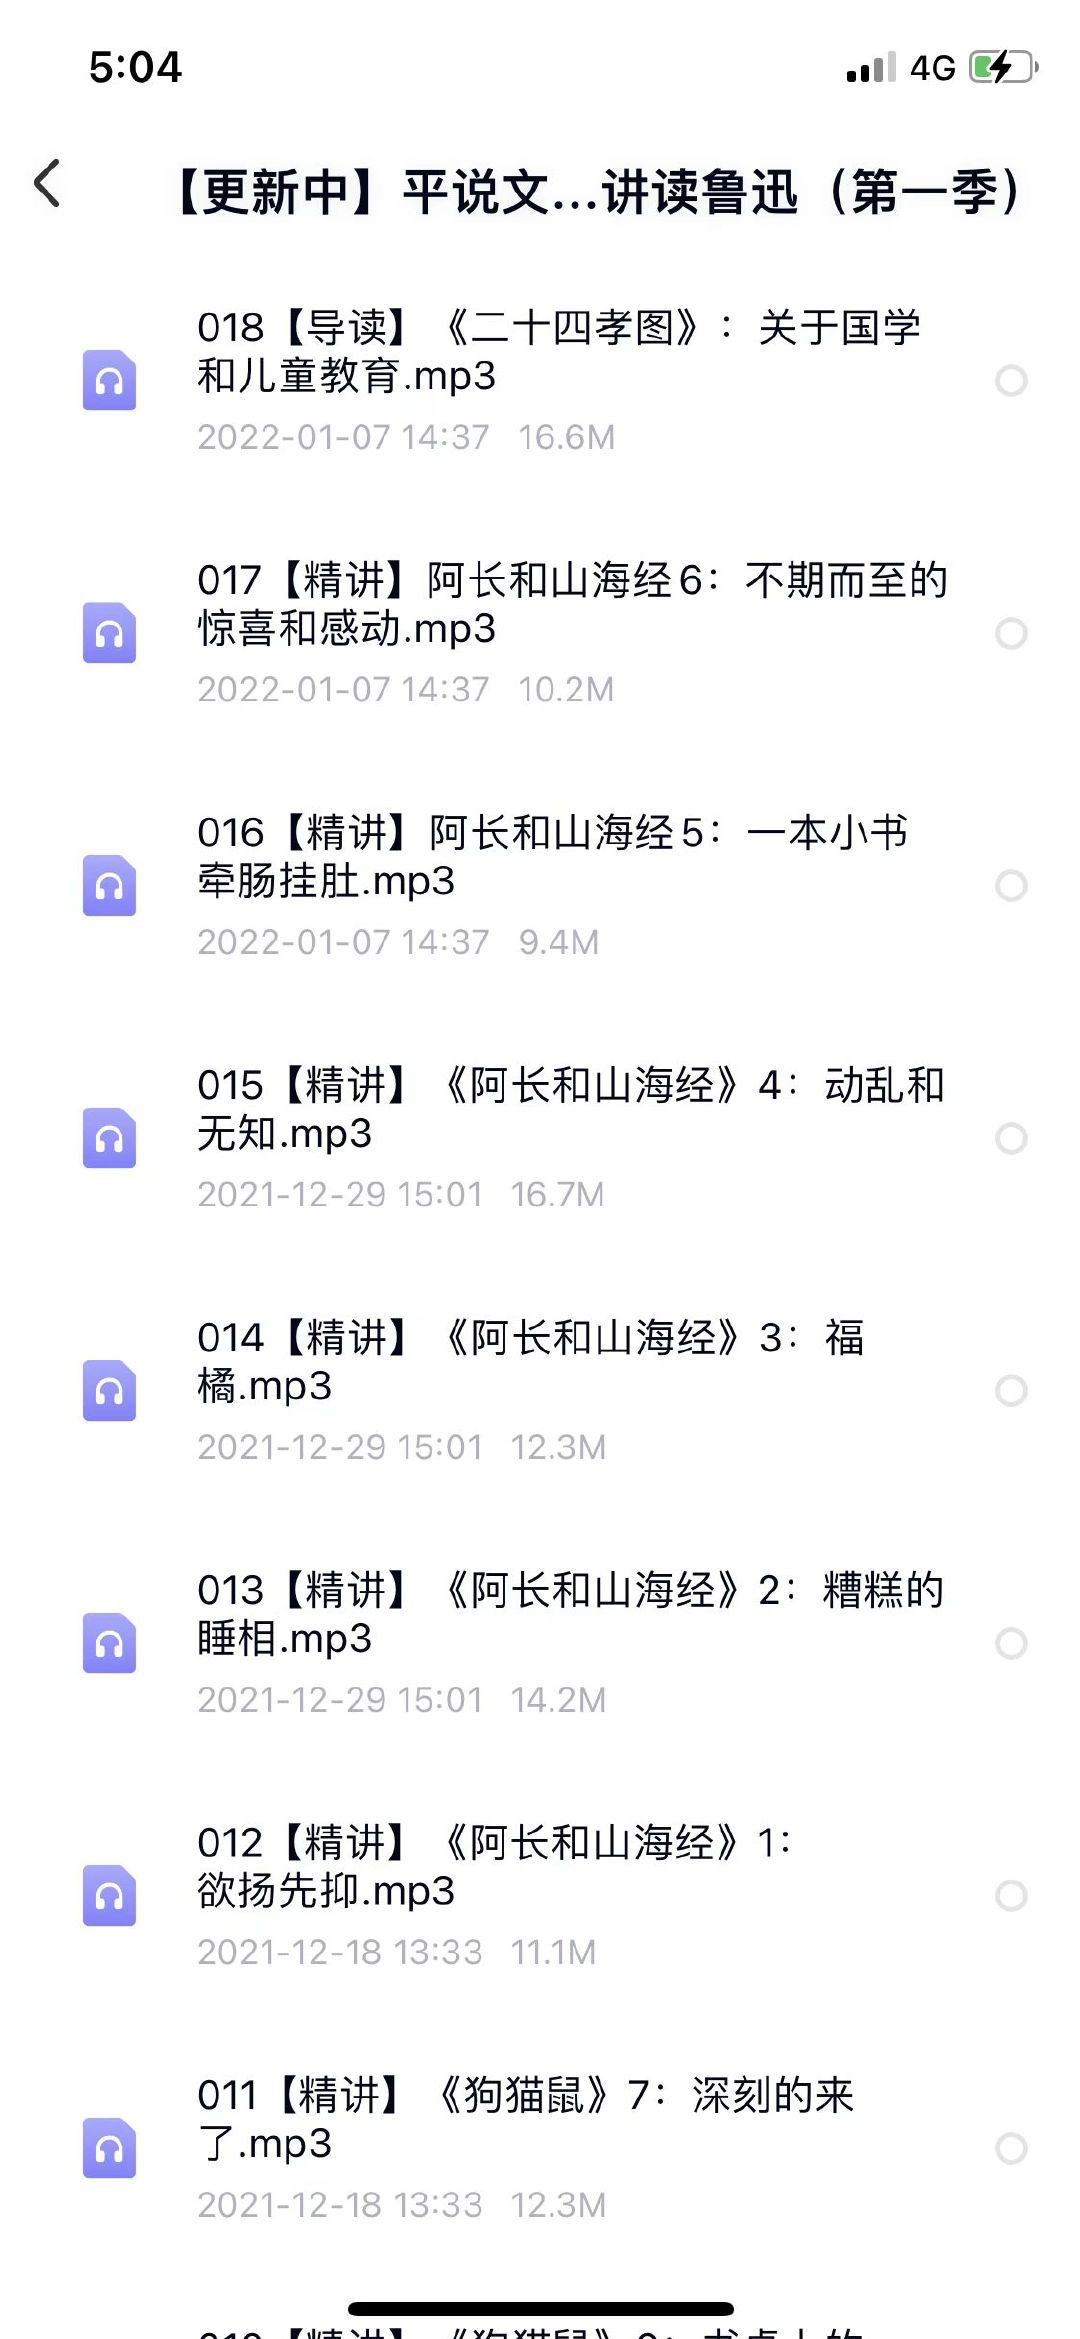 5:04
4G
【更新中】平说文...讲读鲁迅（第一季）
018【导读】《二十四孝图》：关于国学
和儿童教育.mp3
2022-01-07 14:37 16.6M
017【精讲】阿长和山海经6：不期而至的
惊喜和感动.mp3
2022-01-07 14:37 10.2M
016【精讲】阿长和山海经5：一本小书
牵肠挂肚.mp3
2022-01-07 14:37 9.4M
015【精讲】《阿长和山海经》4：动乱和
无知.mp3
2021-12-29 15:01 16.7M
014【精讲】《阿长和山海经》3：福
橘.mp3
2021-12-29 15:01 12.3M
013【精讲】《阿长和山海经》2：糟糕的
睡相.mp3
2021-12-29 15:01 14.2M
012【精讲】《阿长和山海经》1：
欲扬先抑.mp3
2021-12-18 13:33 11.1M
011【精讲】《狗猫鼠》7：深刻的来
了.mp3
2021-12-18 13:33 12.3M